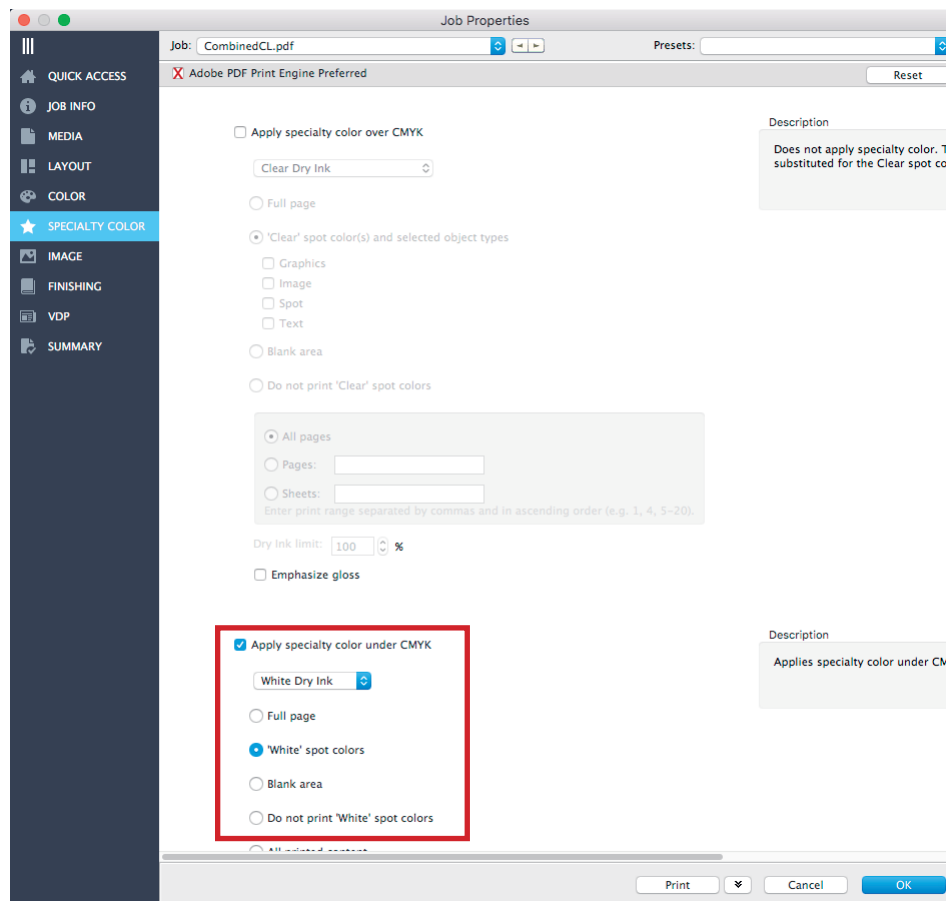 Job Properties
Job: CombinedCL.pdf Presets:
Adobe PDF Print Engine Preferred Reset
QUICK ACCESS
JOB INFO
MEDIA
LAYOUT
COLOR
SPECIALTY COLOR
IMAGE
FINISHING
VDP
SUMMARY
Apply specialty color over CMYK
Clear Dry Ink
Full page
'Clear' spot color(s) and selected object types
Graphics
Image
Spot
Text
Blank area
Do not print 'Clear' spot colors
All pages
Pages:
Sheets:
Enter print range separated by commas and in ascending order (e.g. 1, 4, 5-20).
Dry Ink limit: 100 %
Emphasize gloss
Description
Does not apply specialty color. T
substituted for the Clear spot co
Apply specialty color under CMYK
White Dry Ink
Full page
'White' spot colors
Blank area
Do not print 'White' spot colors
All printed content
Description
Applies specialty color under CM
Print Cancel OK